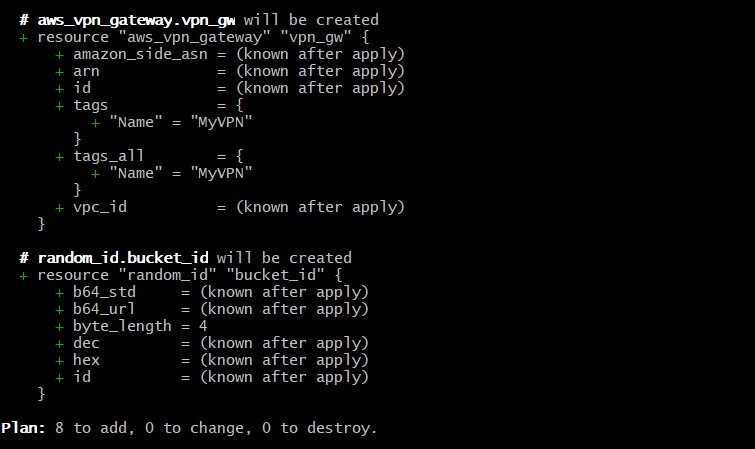 # aws_vpn_gateway.vpn_gw will be created
+ resource "aws_vpn_gateway" "vpn_gw" {
+ amazon_side_asn = (known after apply)
+ arn = (known after apply)
+ id = (known after apply)
+ tags = {
+ "Name" = "MyVPN"
}
+ tags_all = {
+ "Name" = "MyVPN"
}
+ vpc_id = (known after apply)
}
# random_id.bucket_id will be created
+ resource "random_id" "bucket_id" {
+ b64_std = (known after apply)
+ b64_url = (known after apply)
+ byte_length = 4
+ dec = (known after apply)
+ hex = (known after apply)
+ id = (known after apply)
}
Plan: 8 to add, 0 to change, 0 to destroy.